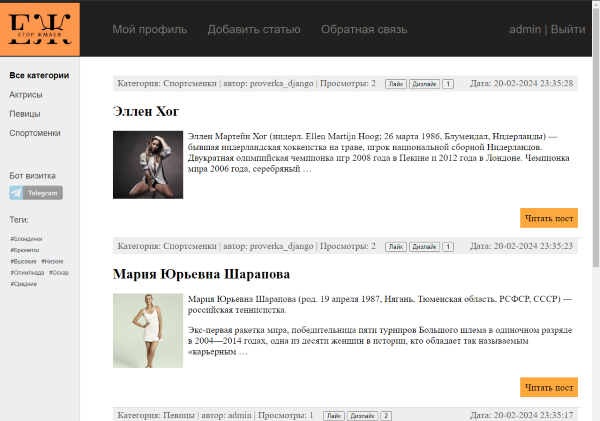 ЕЖ
ЕГОР ЖМАЕВ
Мой профиль Добавить статью Обратная связь admin | Выйти
Все категории
Актрисы
Певицы
Спортсменки
Бот визитка
Telegram
Теги:
#Блондинки
#Брюнетки
#Высокие #Низкие
#Олимпиада #Оскар
#Средние
Категория: Спортсменки | автор: proverka_django | Просмотры: 2 Лайк Дизлайк 1 Дата: 20-02-2024 23:35:28
Эллен Хог
Эллен Мартейн Хог (нидерл. Ellen Martijn Hoog; 26 марта 1986, Блумендал, Нидерланды) —
бывшая нидерландская хоккеистка на траве, игрок национальной сборной Нидерландов.
Двукратная олимпийская чемпионка игр 2008 года в Пекине и 2012 года в Лондоне. Чемпионка
мира 2006 года, серебряный …
Читать пост
Категория: Спортсменки | автор: proverka_django | Просмотры: 2 Лайк Дизлайк 1 Дата: 20-02-2024 23:35:23
Мария Юрьевна Шарапова
Мария Юрьевна Шарапова (род. 19 апреля 1987, Нягань, Тюменская область, РСФСР, СССР) —
российская теннисистка.
Экс-первая ракетка мира, победительница пяти турниров Большого шлема в одиночном разряде
в 2004—2014 годах, одна из десяти женщин в истории, кто обладает так называемым
«карьерным …
Читать пост
Категория: Певицы | автор: admin | Просмотры: 1 Лайк Дизлайк 2 Дата: 20-02-2024 23:35:17